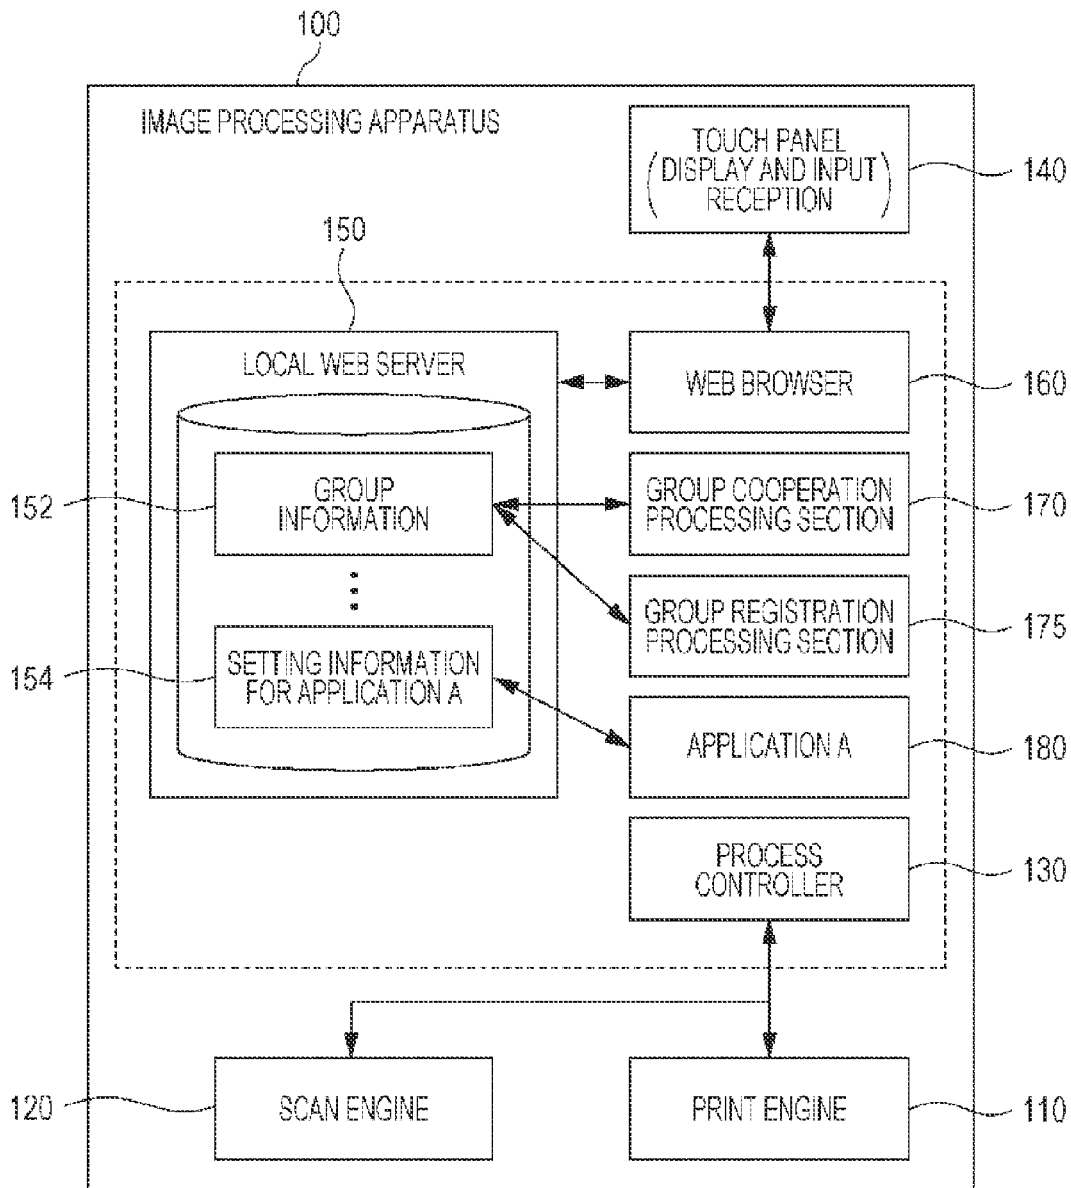 100
IMAGE PROCESSING APPARATUS
TOUCH PANEL
(DISPLAY AND INPUT)
RECEPTION
140
150
LOCAL WEB SERVER
WEB BROWSER
160
152
GROUP
INFORMATION
GROUP COOPERATION
PROCESSING SECTION
170
GROUP REGISTRATION
PROCESSING SECTION
175
154
SETTING INFORMATION
FOR APPLICATION A
APPLICATION A
180
PROCESS
CONTROLLER
130
120
SCAN ENGINE
PRINT ENGINE
110